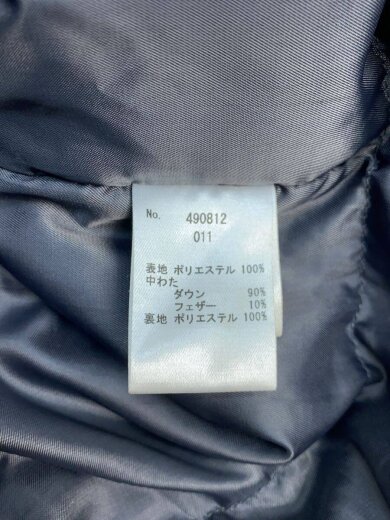 No. 490812
011
表地 ポリエステル 100%
中わた
ダウン 90%
フェザー 10%
裏地 ポリエステル 100%